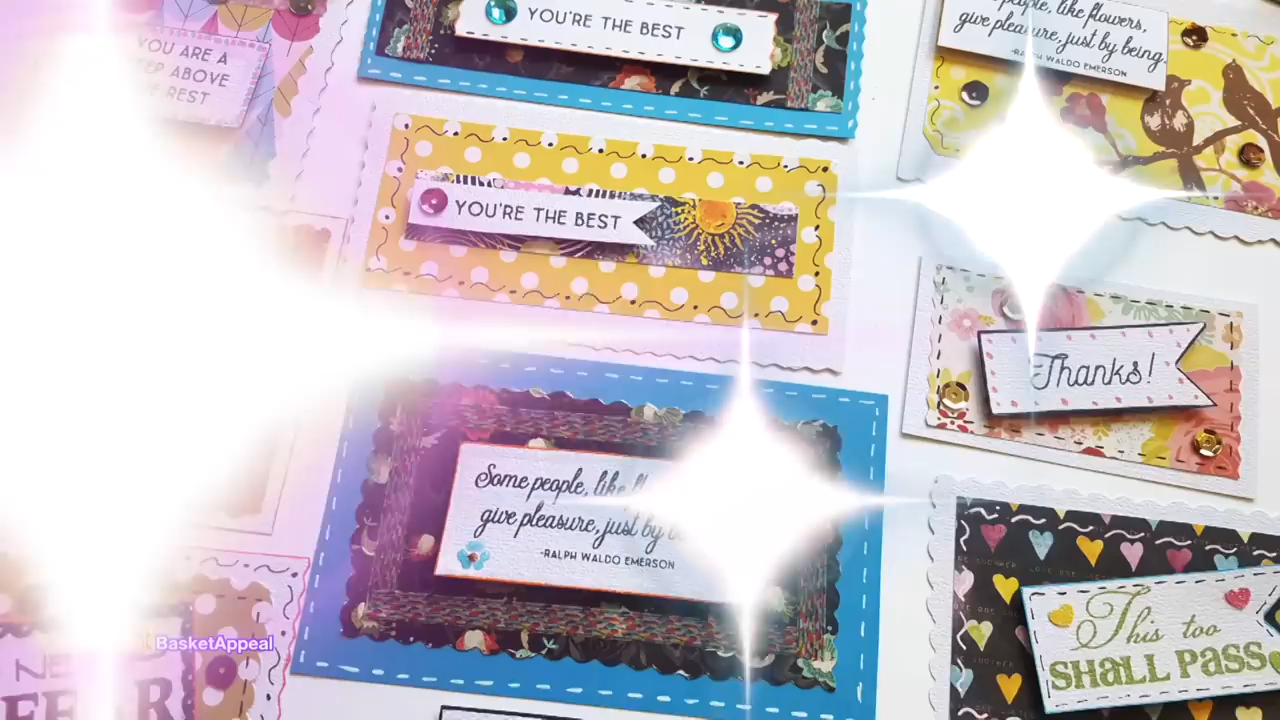 YOU ARE A
STEP ABOVE
THE REST
YOU'RE THE BEST
people, like flowers,
give pleasure, just by being.
-RALPH WALDO EMERSON
YOU'RE THE BEST
Thanks!
Some people, like
give pleasure, just by
-RALPH WALDO EMERSON
This too
SHALL PASS
BasketAppeal